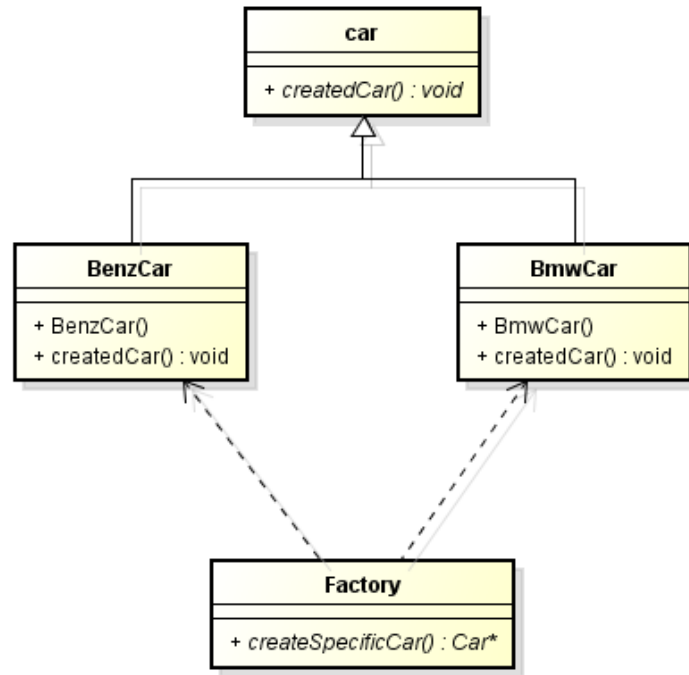 car
+ createdCar() : void
BenzCar
+ BenzCar()
+ createdCar() : void
BmwCar
+ BmwCar()
+ createdCar() : void
Factory
+ createSpecificCar() : Car*